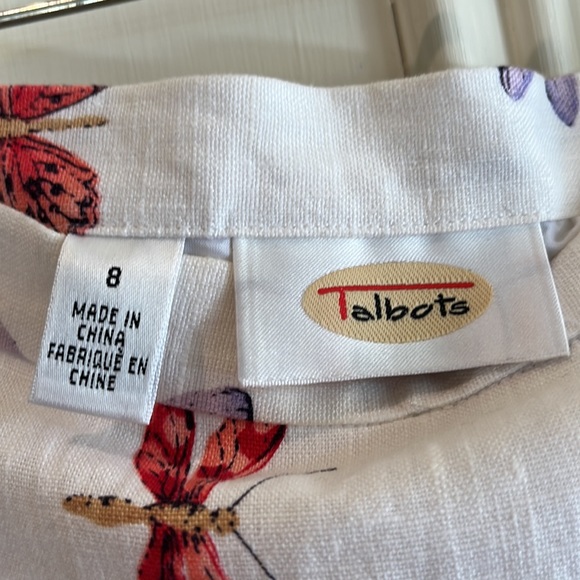 8
MADE IN
CHINA
FABRIQUÉ EN
CHINE
Talbots